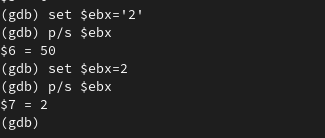 (gdb) set $ebx='2'
(gdb) p/s $ebx
$6 = 50
(gdb) set $ebx=2
(gdb) p/s $ebx
$7 = 2
(gdb)